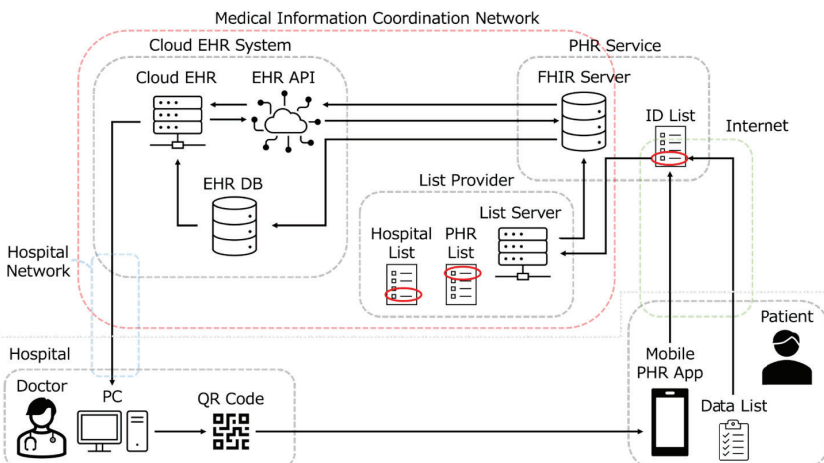 Medical Information Coordination Network
Cloud EHR System
PHR Service
Cloud EHR
EHR API
FHIR Server
ID List
Internet
EHR DB
List Provider
List Server
Hospital
List
PHR
List
Hospital
Network
Hospital
Doctor
PC
QR Code
Mobile
PHR App
Patient
Data List